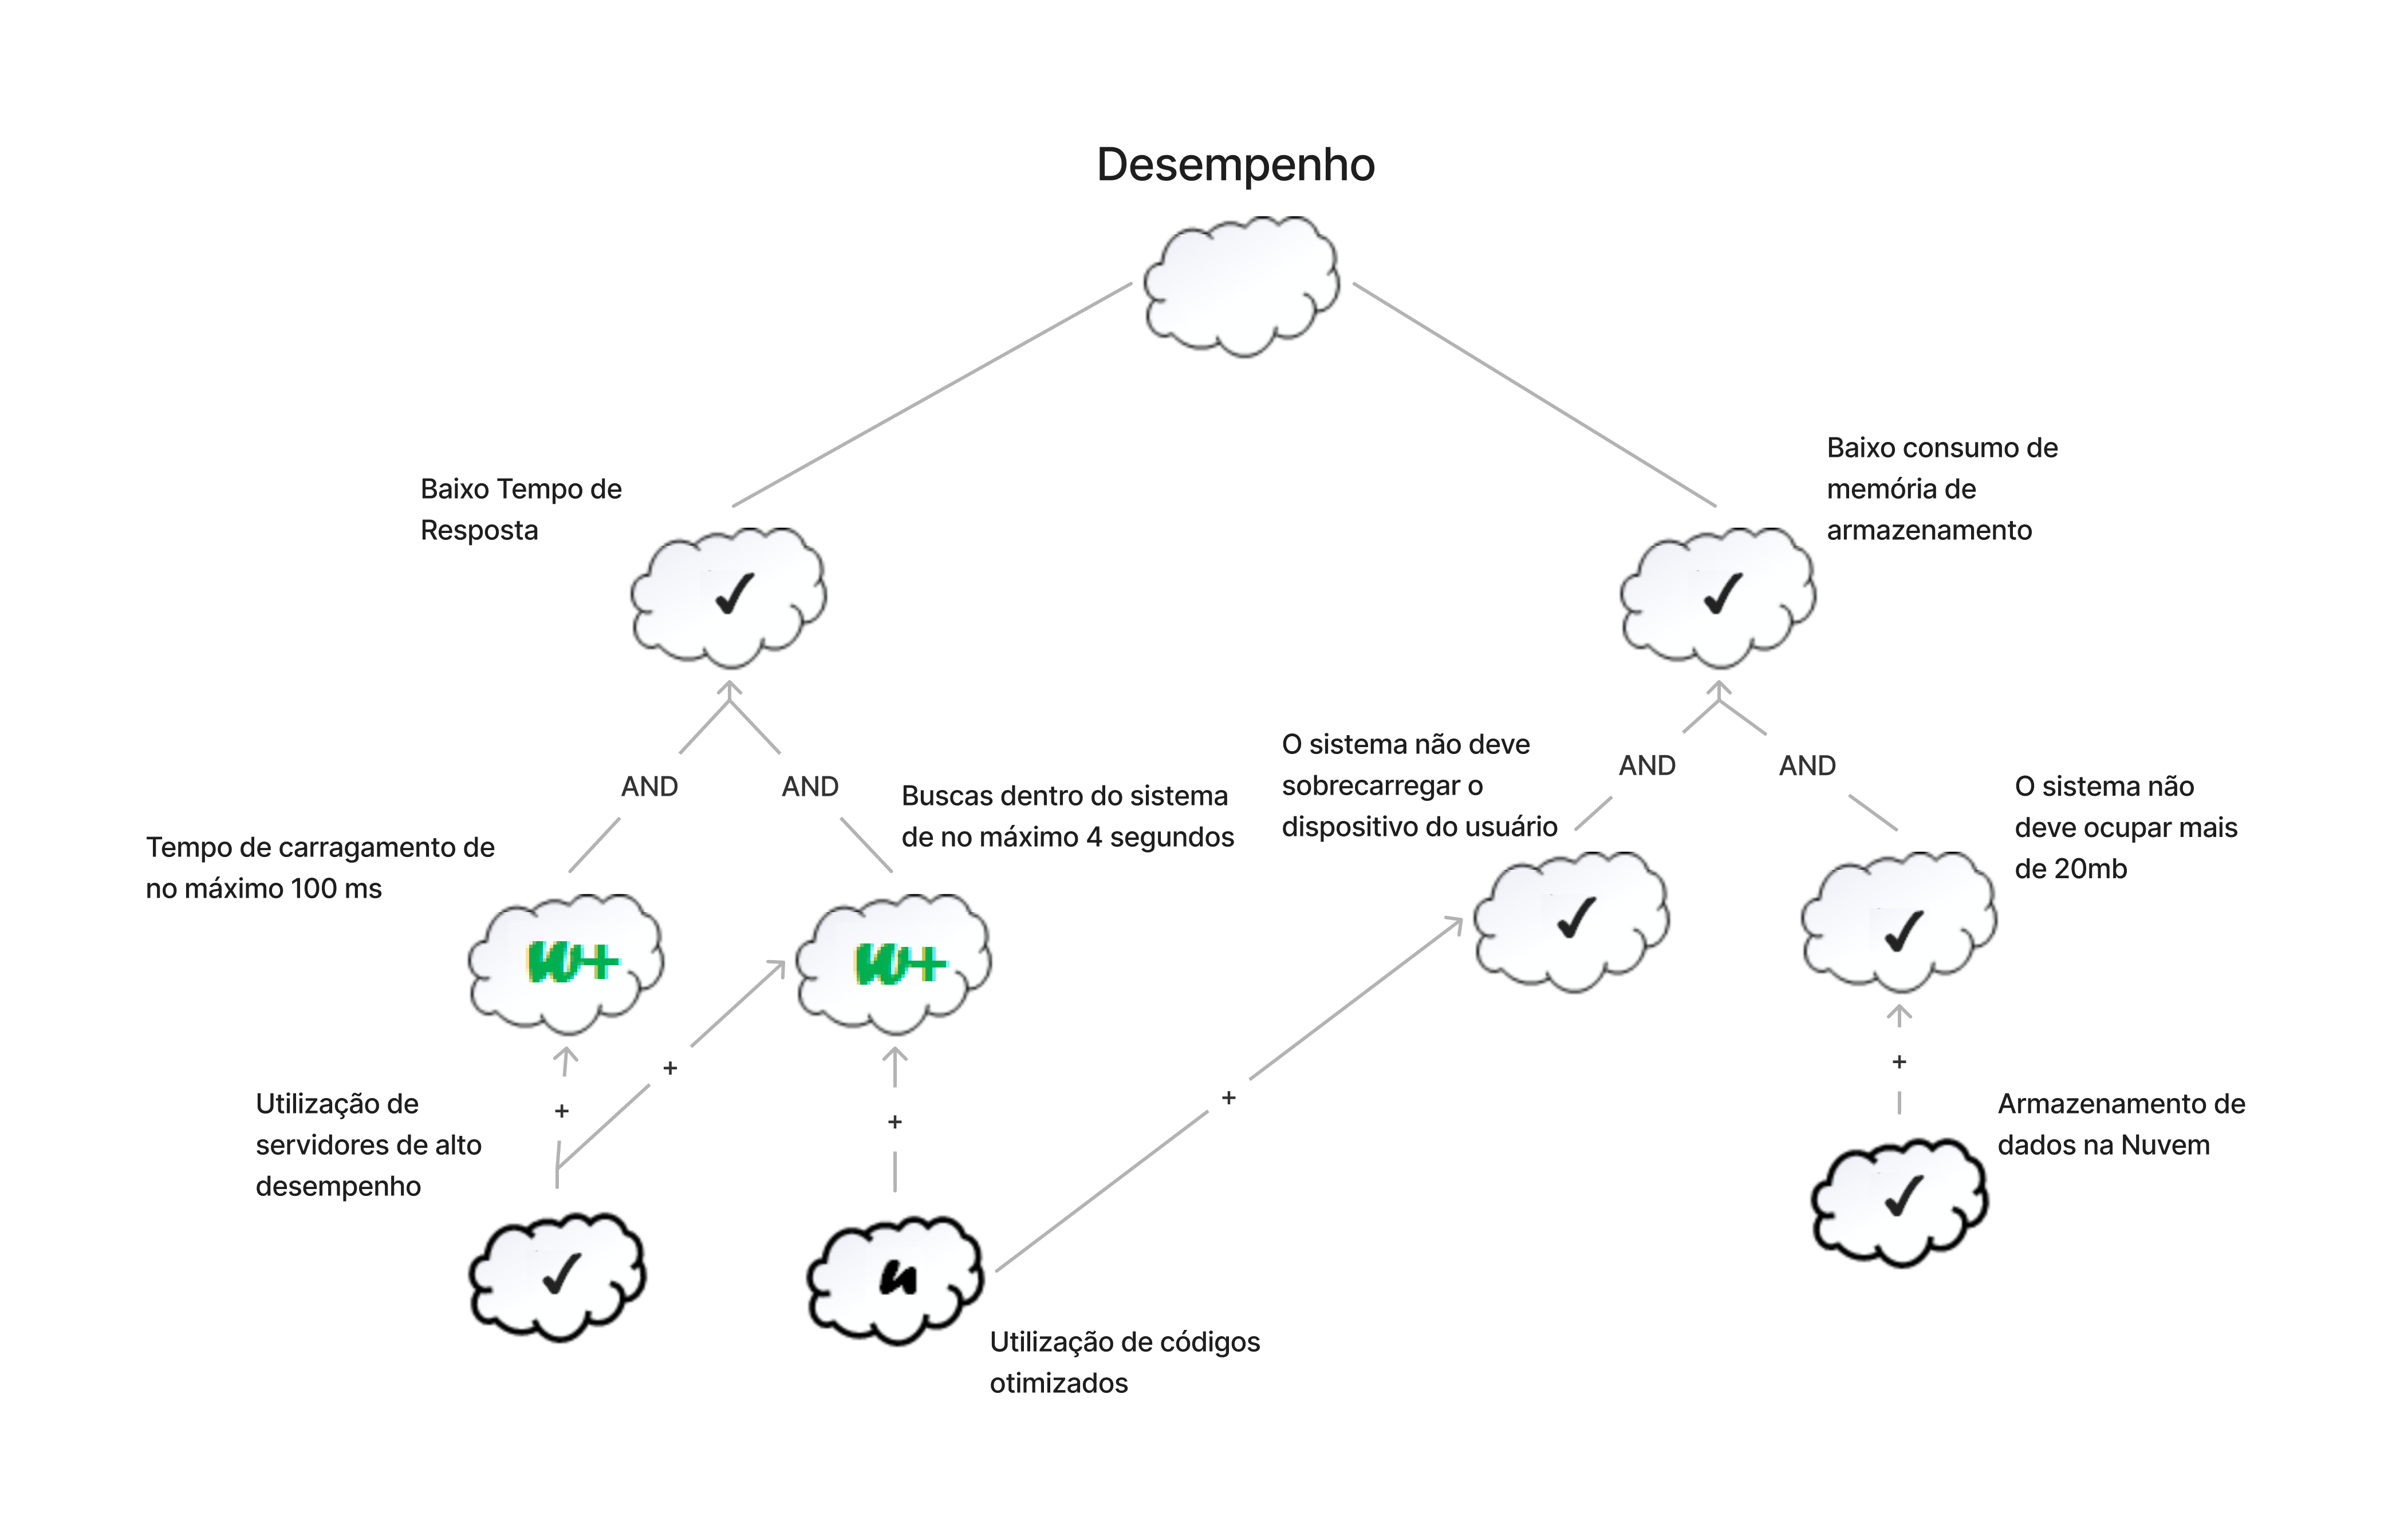 Desempenho
Baixo Tempo de
Resposta
Baixo consumo de
memória de
armazenamento
✓
✓
AND
AND
AND
AND
Tempo de carragamento de
no máximo 100 ms
Buscas dentro do sistema
de no máximo 4 segundos
O sistema não deve
sobrecarregar o
dispositivo do usuário
O sistema não
deve ocupar mais
de 20mb
W+
W+
✓
✓
+
+
+
+
+
Utilização de
servidores de alto
desempenho
Armazenamento de
dados na Nuvem
✓
✓
Utilização de códigos
otimizados